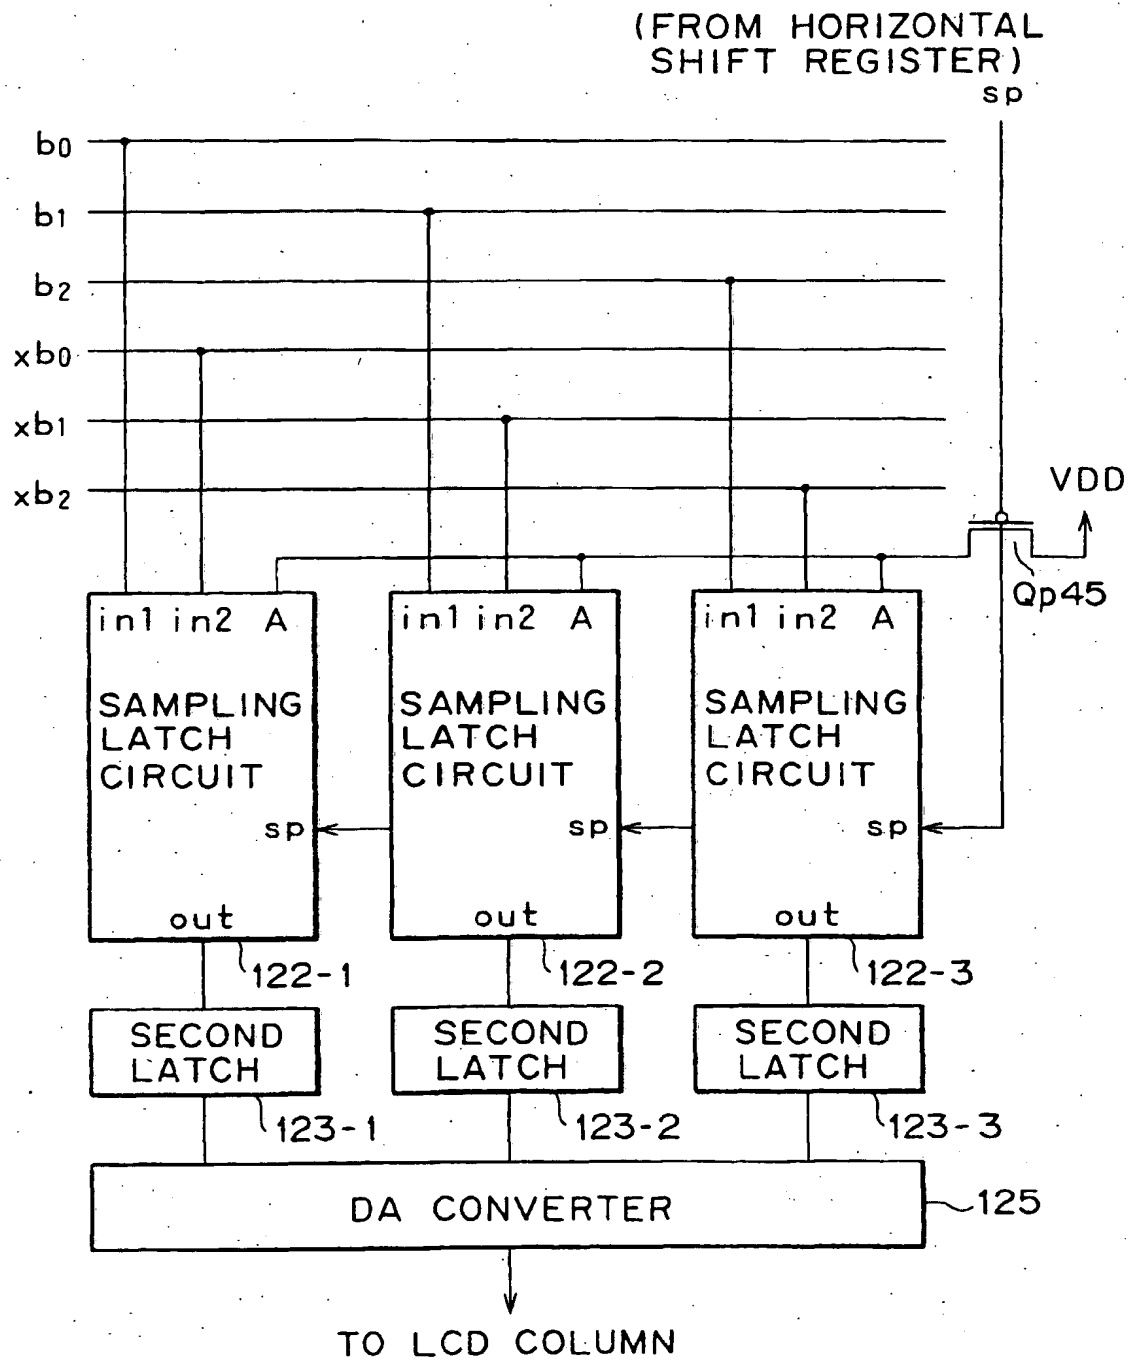 (FROM HORIZONTAL
SHIFT REGISTER)
sp
b0
b1
b2
xb0
xb1
xb2
VDD
Qp45
in1 in2 A
in1 in2 A
in1 in2 A
SAMPLING
LATCH
CIRCUIT
SAMPLING
LATCH
CIRCUIT
SAMPLING
LATCH
CIRCUIT
sp
sp
sp
out
out
out
122-1
122-2
122-3
SECOND
LATCH
SECOND
LATCH
SECOND
LATCH
123-1
123-2
123-3
DA CONVERTER
125
TO LCD COLUMN